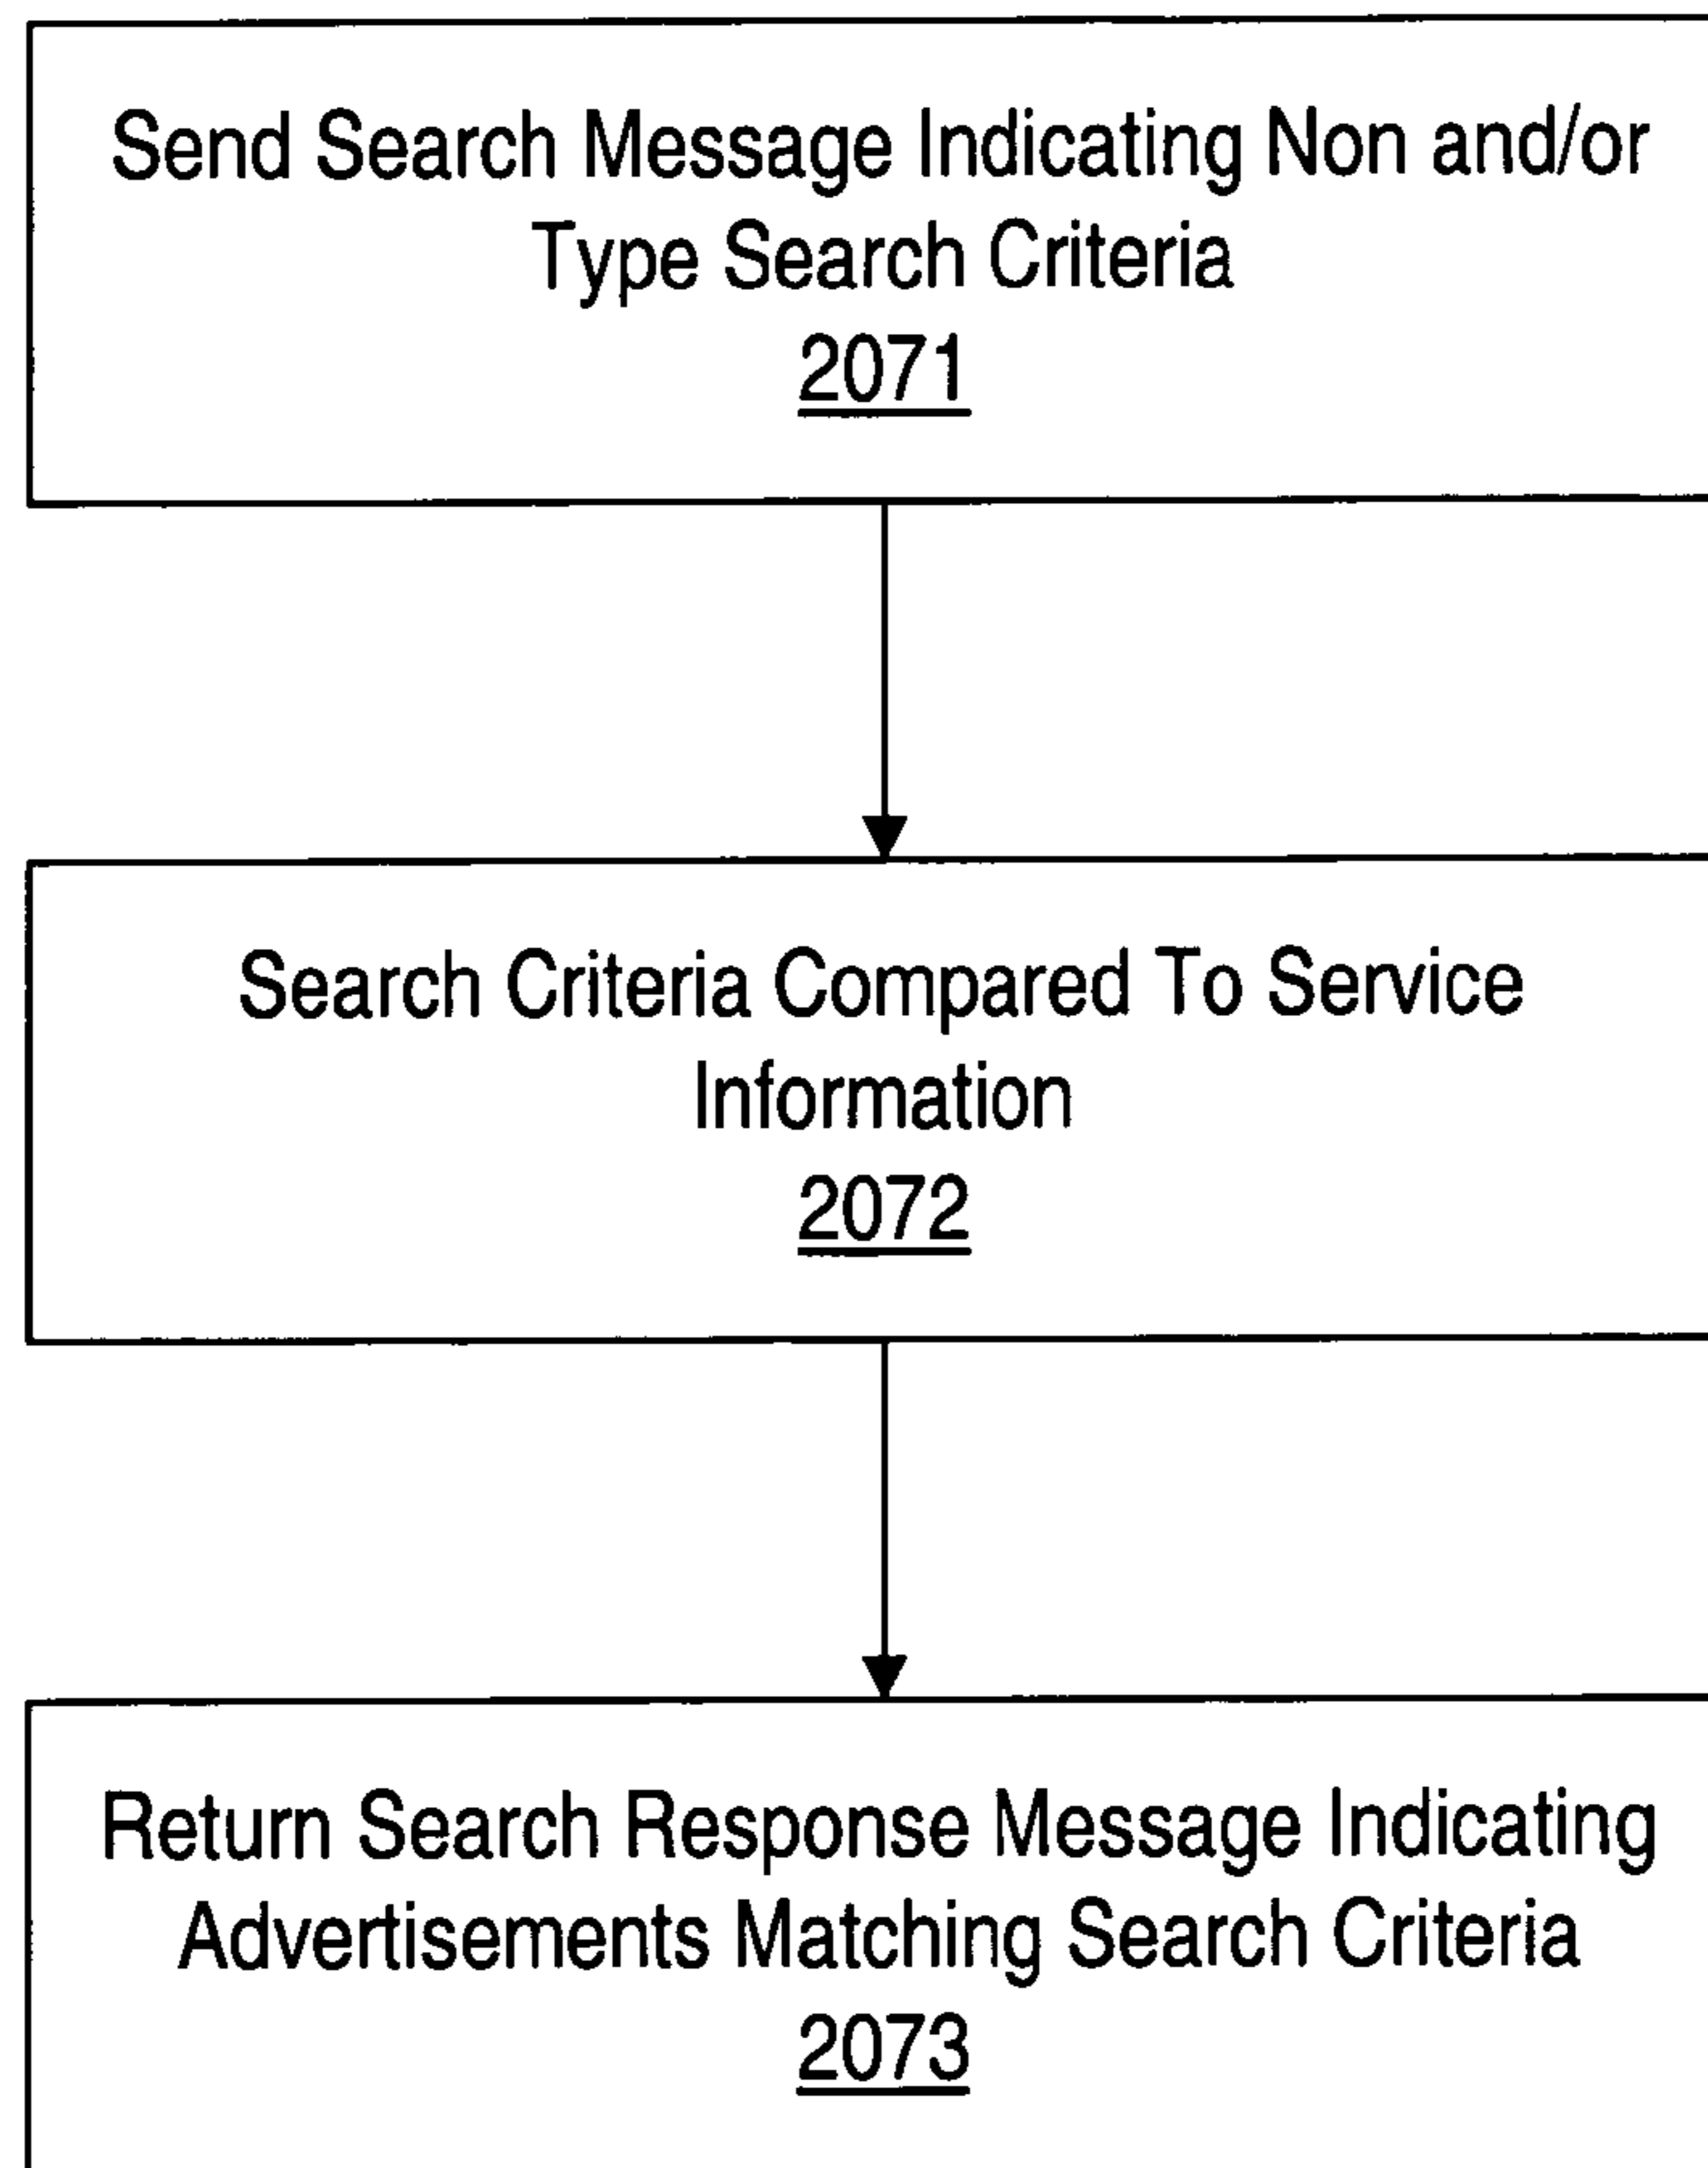 Send Search Message Indicating Non and/or
Type Search Criteria
2071
Search Criteria Compared To Service
Information
2072
Return Search Response Message Indicating
Advertisements Matching Search Criteria
2073